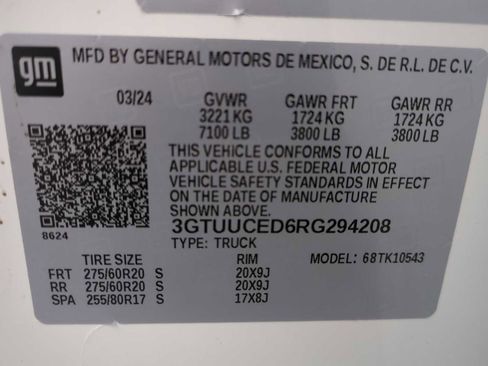 gm MFD BY GENERAL MOTORS DE MEXICO, S. DE R.L. DE C.V.
03/24 GVWR GAWR FRT GAWR RR
3221 KG 1724 KG 1724 KG
7100 LB 3800 LB 3800 LB
THIS VEHICLE CONFORMS TO ALL
APPLICABLE U.S. FEDERAL MOTOR
VEHICLE SAFETY STANDARDS IN EFFECT
ON THE DATE OF MANUFACTURE
3GTUUCED6RG294208
8624
TYPE: TRUCK
TIRE SIZE RIM MODEL: 68TK10543
FRT 275/60R20 S 20X9J
RR 275/60R20 S 20X9J
SPA 255/80R17 S 17X8J